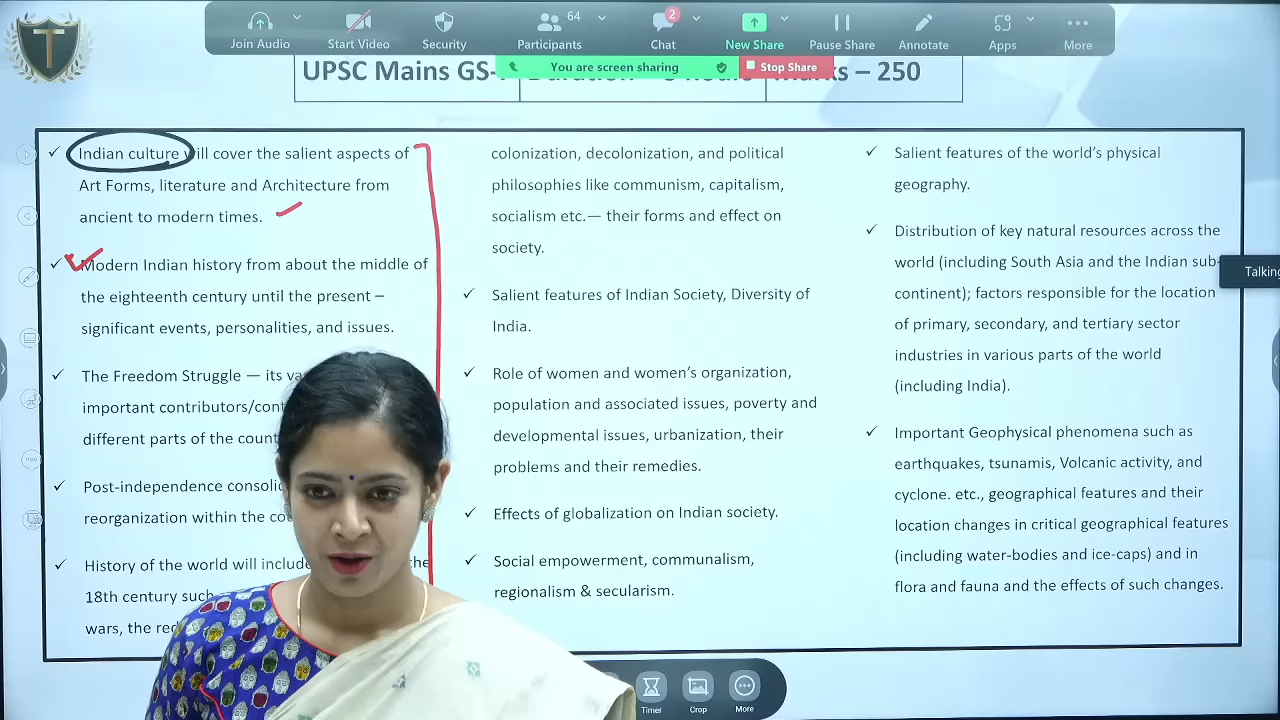 T
Join Audio
Start Video
Security
Participants
64
Chat
2
New Share
Pause Share
Annotate
Apps
More
You are screen sharing
Stop Share
UPSC Mains GS-
– 250
Indian culture will cover the salient aspects of
Art Forms, literature and Architecture from
ancient to modern times.
Modern Indian history from about the middle of
the eighteenth century until the present –
significant events, personalities, and issues.
The Freedom Struggle — its
important
different parts of the
Post-independence
reorganization within the
History of the world will the
18th century such
wars, the
colonization, decolonization, and political
philosophies like communism, capitalism,
socialism etc.— their forms and effect on
society.
Salient features of Indian Society, Diversity of
India.
Role of women and women’s organization,
population and associated issues, poverty and
developmental issues, urbanization, their
problems and their remedies.
Effects of globalization on Indian society.
Social empowerment, communalism,
regionalism & secularism.
Salient features of the world’s physical
geography.
Distribution of key natural resources across the
world (including South Asia and the Indian sub-
continent); factors responsible for the location
of primary, secondary, and tertiary sector
industries in various parts of the world
(including India).
Important Geophysical phenomena such as
earthquakes, tsunamis, Volcanic activity, and
cyclone. etc., geographical features and their
location changes in critical geographical features
(including water-bodies and ice-caps) and in
flora and fauna and the effects of such changes.
Talking
Timer
Crop
More